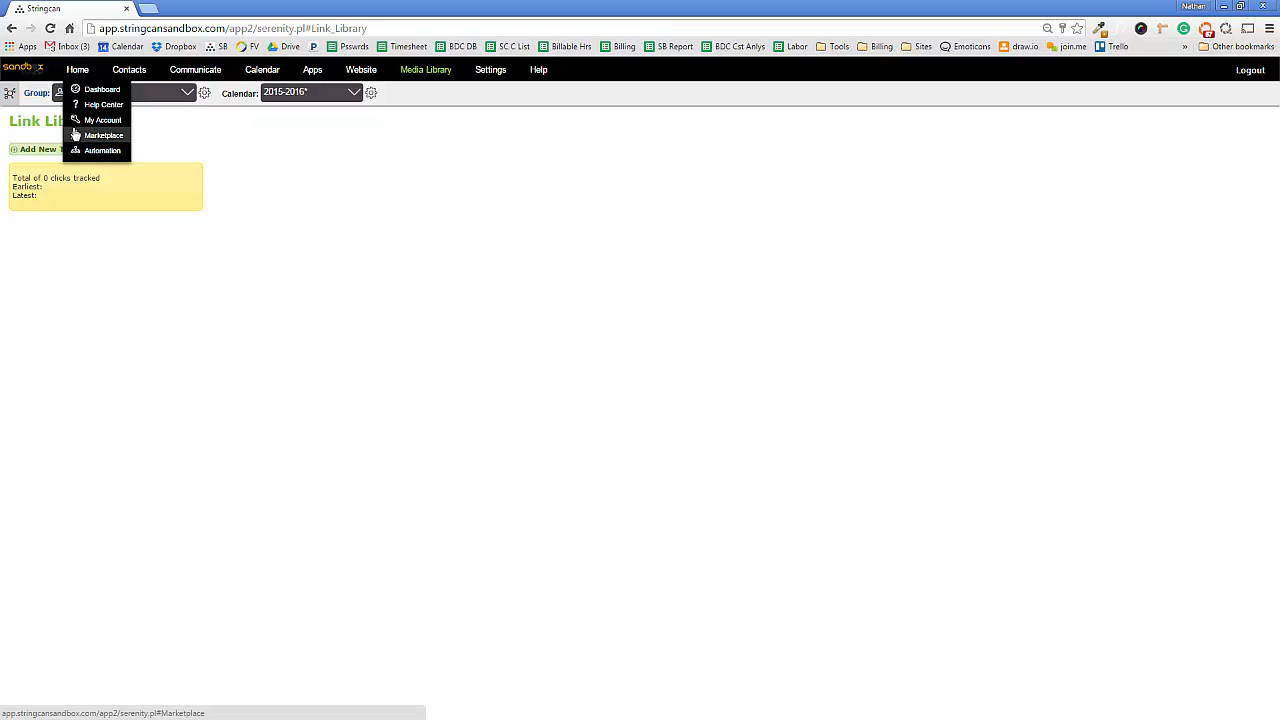 Stringcan
Nathan
app.stringcansandbox.com/app2/serenity.pl#Link_Library
Apps Inbox (3) Calendar Dropbox SB FV Drive Psswrds Timesheet BDC DB SC C List Billable Hrs Billing SB Report BDC Cst Anlys Labor Tools Billing Sites Emoticons draw.io join.me Trello » Other bookmarks
sandbox Home Contacts Communicate Calendar Apps Website Media Library Settings Help Logout
Group: Calendar: 2015-2016*
Dashboard
Help Center
My Account
Marketplace
Automation
Link Lib
Add New T
Total of 0 clicks tracked
Earliest:
Latest:
app.stringcansandbox.com/app2/serenity.pl#Marketplace